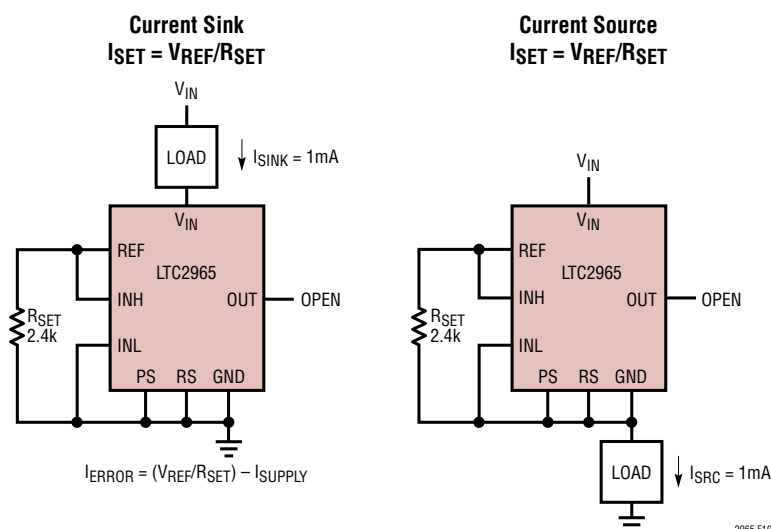 Current Sink
ISET = VREF/RSET
VIN
LOAD
ISINK = 1mA
VIN
REF
LTC2965
INH
OUT
OPEN
RSET
2.4k
INL
PS RS GND
IERROR = (VREF/RSET) – ISUPPLY
Current Source
ISET = VREF/RSET
VIN
VIN
REF
LTC2965
INH
OUT
OPEN
RSET
2.4k
INL
PS RS GND
LOAD
ISRC = 1mA